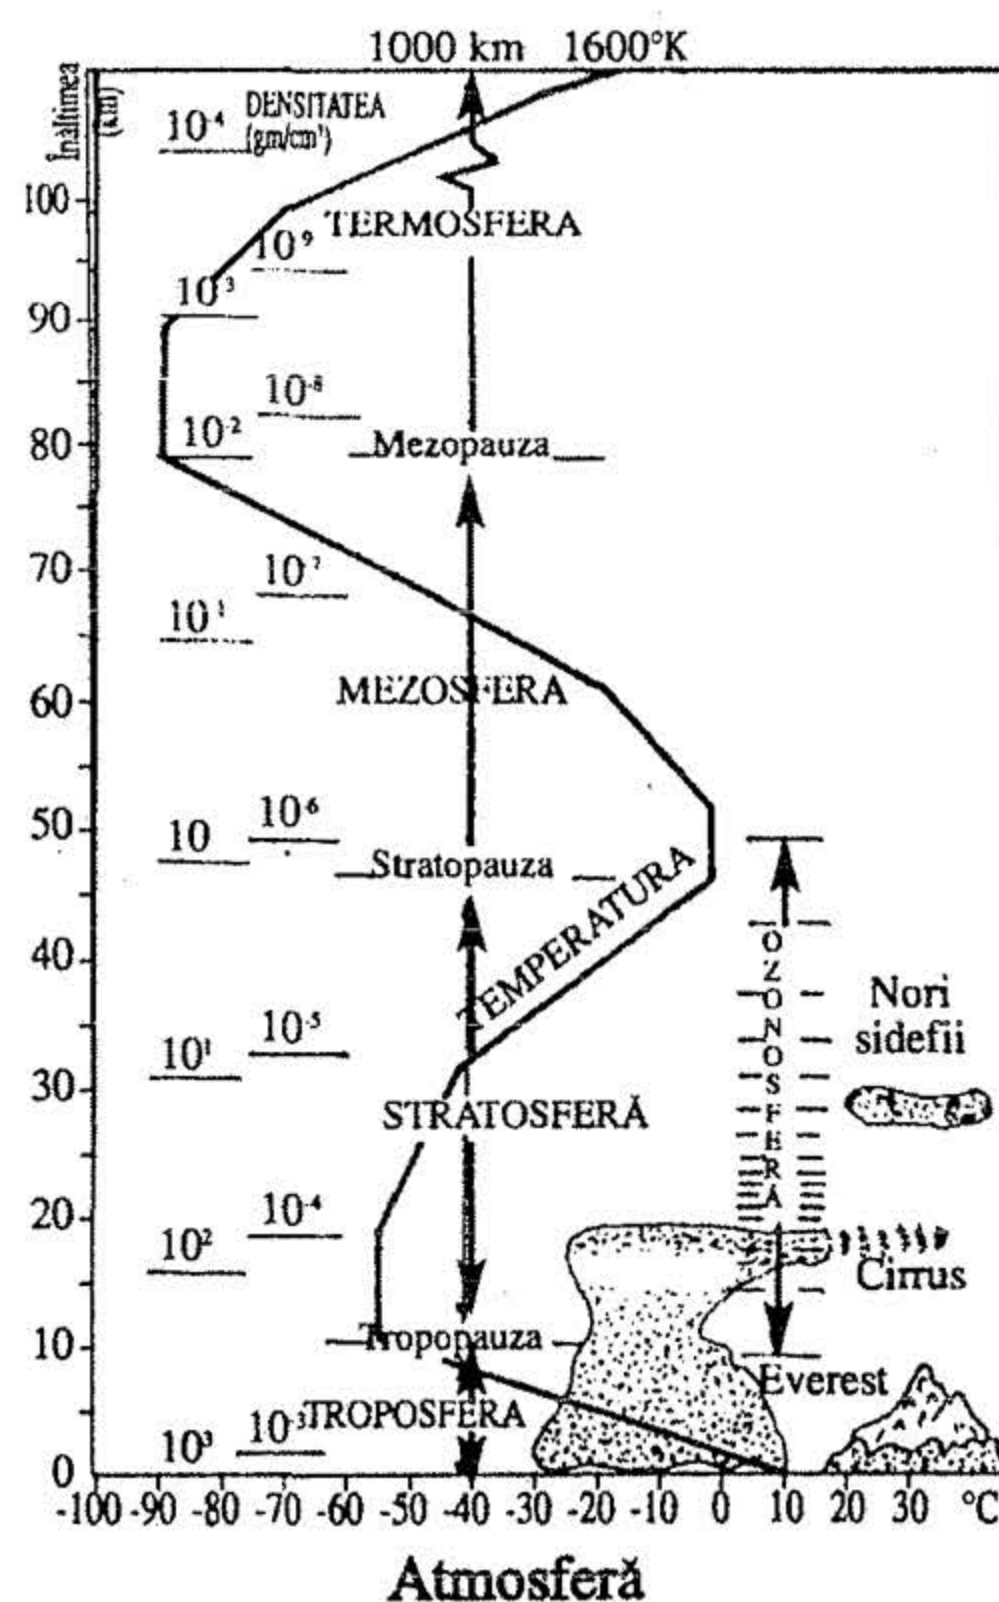 1000 km 1600°K
Înălțimea (km)
10-4 DENSITATEA
(gm/cm³)
100
TERMOSFERA
10 9
10 3
90
10-8
10-2
80
Mezopauza
70
10-7
10 1
MEZOSFERA
60
50
10
10-6
Stratopauza
TEMPERATURA
OZONOSFERĂ
40
Nori
sidefii
10-5
10¹
30
STRATOSFERĂ
20
10-4
10²
Cirrus
Tropopauza
10
Everest
TROPOSFERA
10-3
10³
0
-100 -90 -80 -70 -60 -50 -40 -30 -20 -10 0 10 20 30 °C
Atmosferă